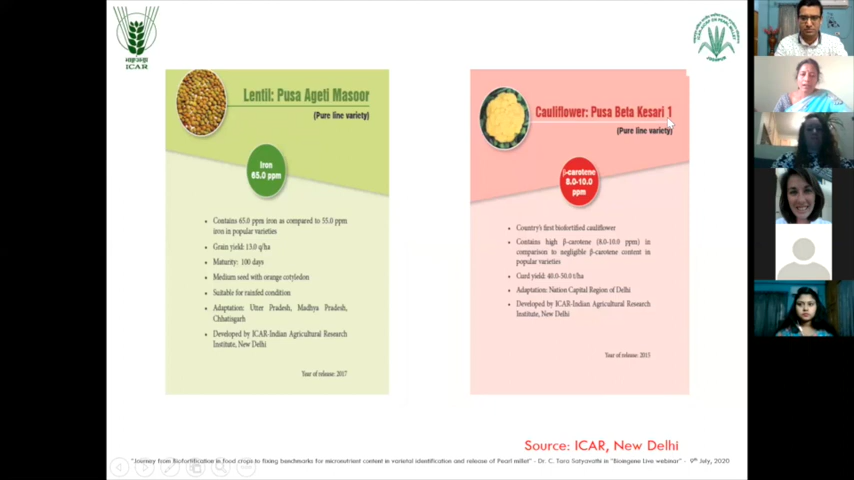 ICAR
Lentil: Pusa Ageti Masoor
(Pure line variety)
Iron
65.0 ppm
• Contains 65.0 ppm iron as compared to 55.0 ppm
iron in popular varieties
• Grain yield: 13.0 q/ha
• Maturity: 100 days
• Medium seed with orange cotyledon
• Suitable for rainfed condition
• Adaptation: Utter Pradesh, Madhya Pradesh,
Chhatisgarh
• Developed by ICAR-Indian Agricultural Research
Institute, New Delhi
Year of release: 2017
Cauliflower: Pusa Beta Kesari 1
(Pure line variety)
β-carotene
8.0-10.0
ppm
• Country's first biofortified cauliflower
• Contains high β-carotene (8.0-10.0 ppm) in
comparison to negligible β-carotene content in
popular varieties
• Curd yield: 40.0-50.0 t/ha
• Adaptation: Nation Capital Region of Delhi
• Developed by ICAR-Indian Agricultural Research
Institute, New Delhi
Year of release: 2015
Source: ICAR, New Delhi
"Journey from Biofortification in food crops to fixing benchmarks for micronutrient content in varietal identification and release of Pearl millet" - Dr. C. Tara Satyavathi in "Biomgene Live webinar" - 9th July, 2020